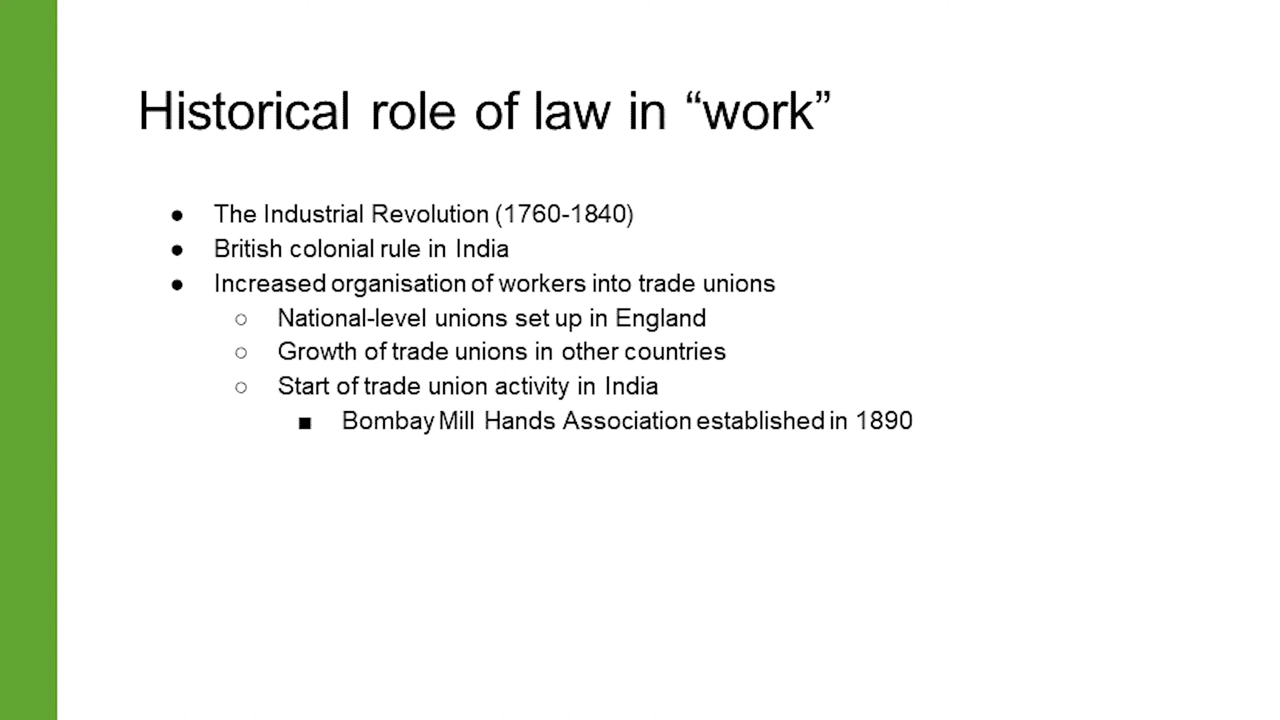 Historical role of law in “work”
● The Industrial Revolution (1760-1840)
● British colonial rule in India
● Increased organisation of workers into trade unions
○ National-level unions set up in England
○ Growth of trade unions in other countries
○ Start of trade union activity in India
■ Bombay Mill Hands Association established in 1890